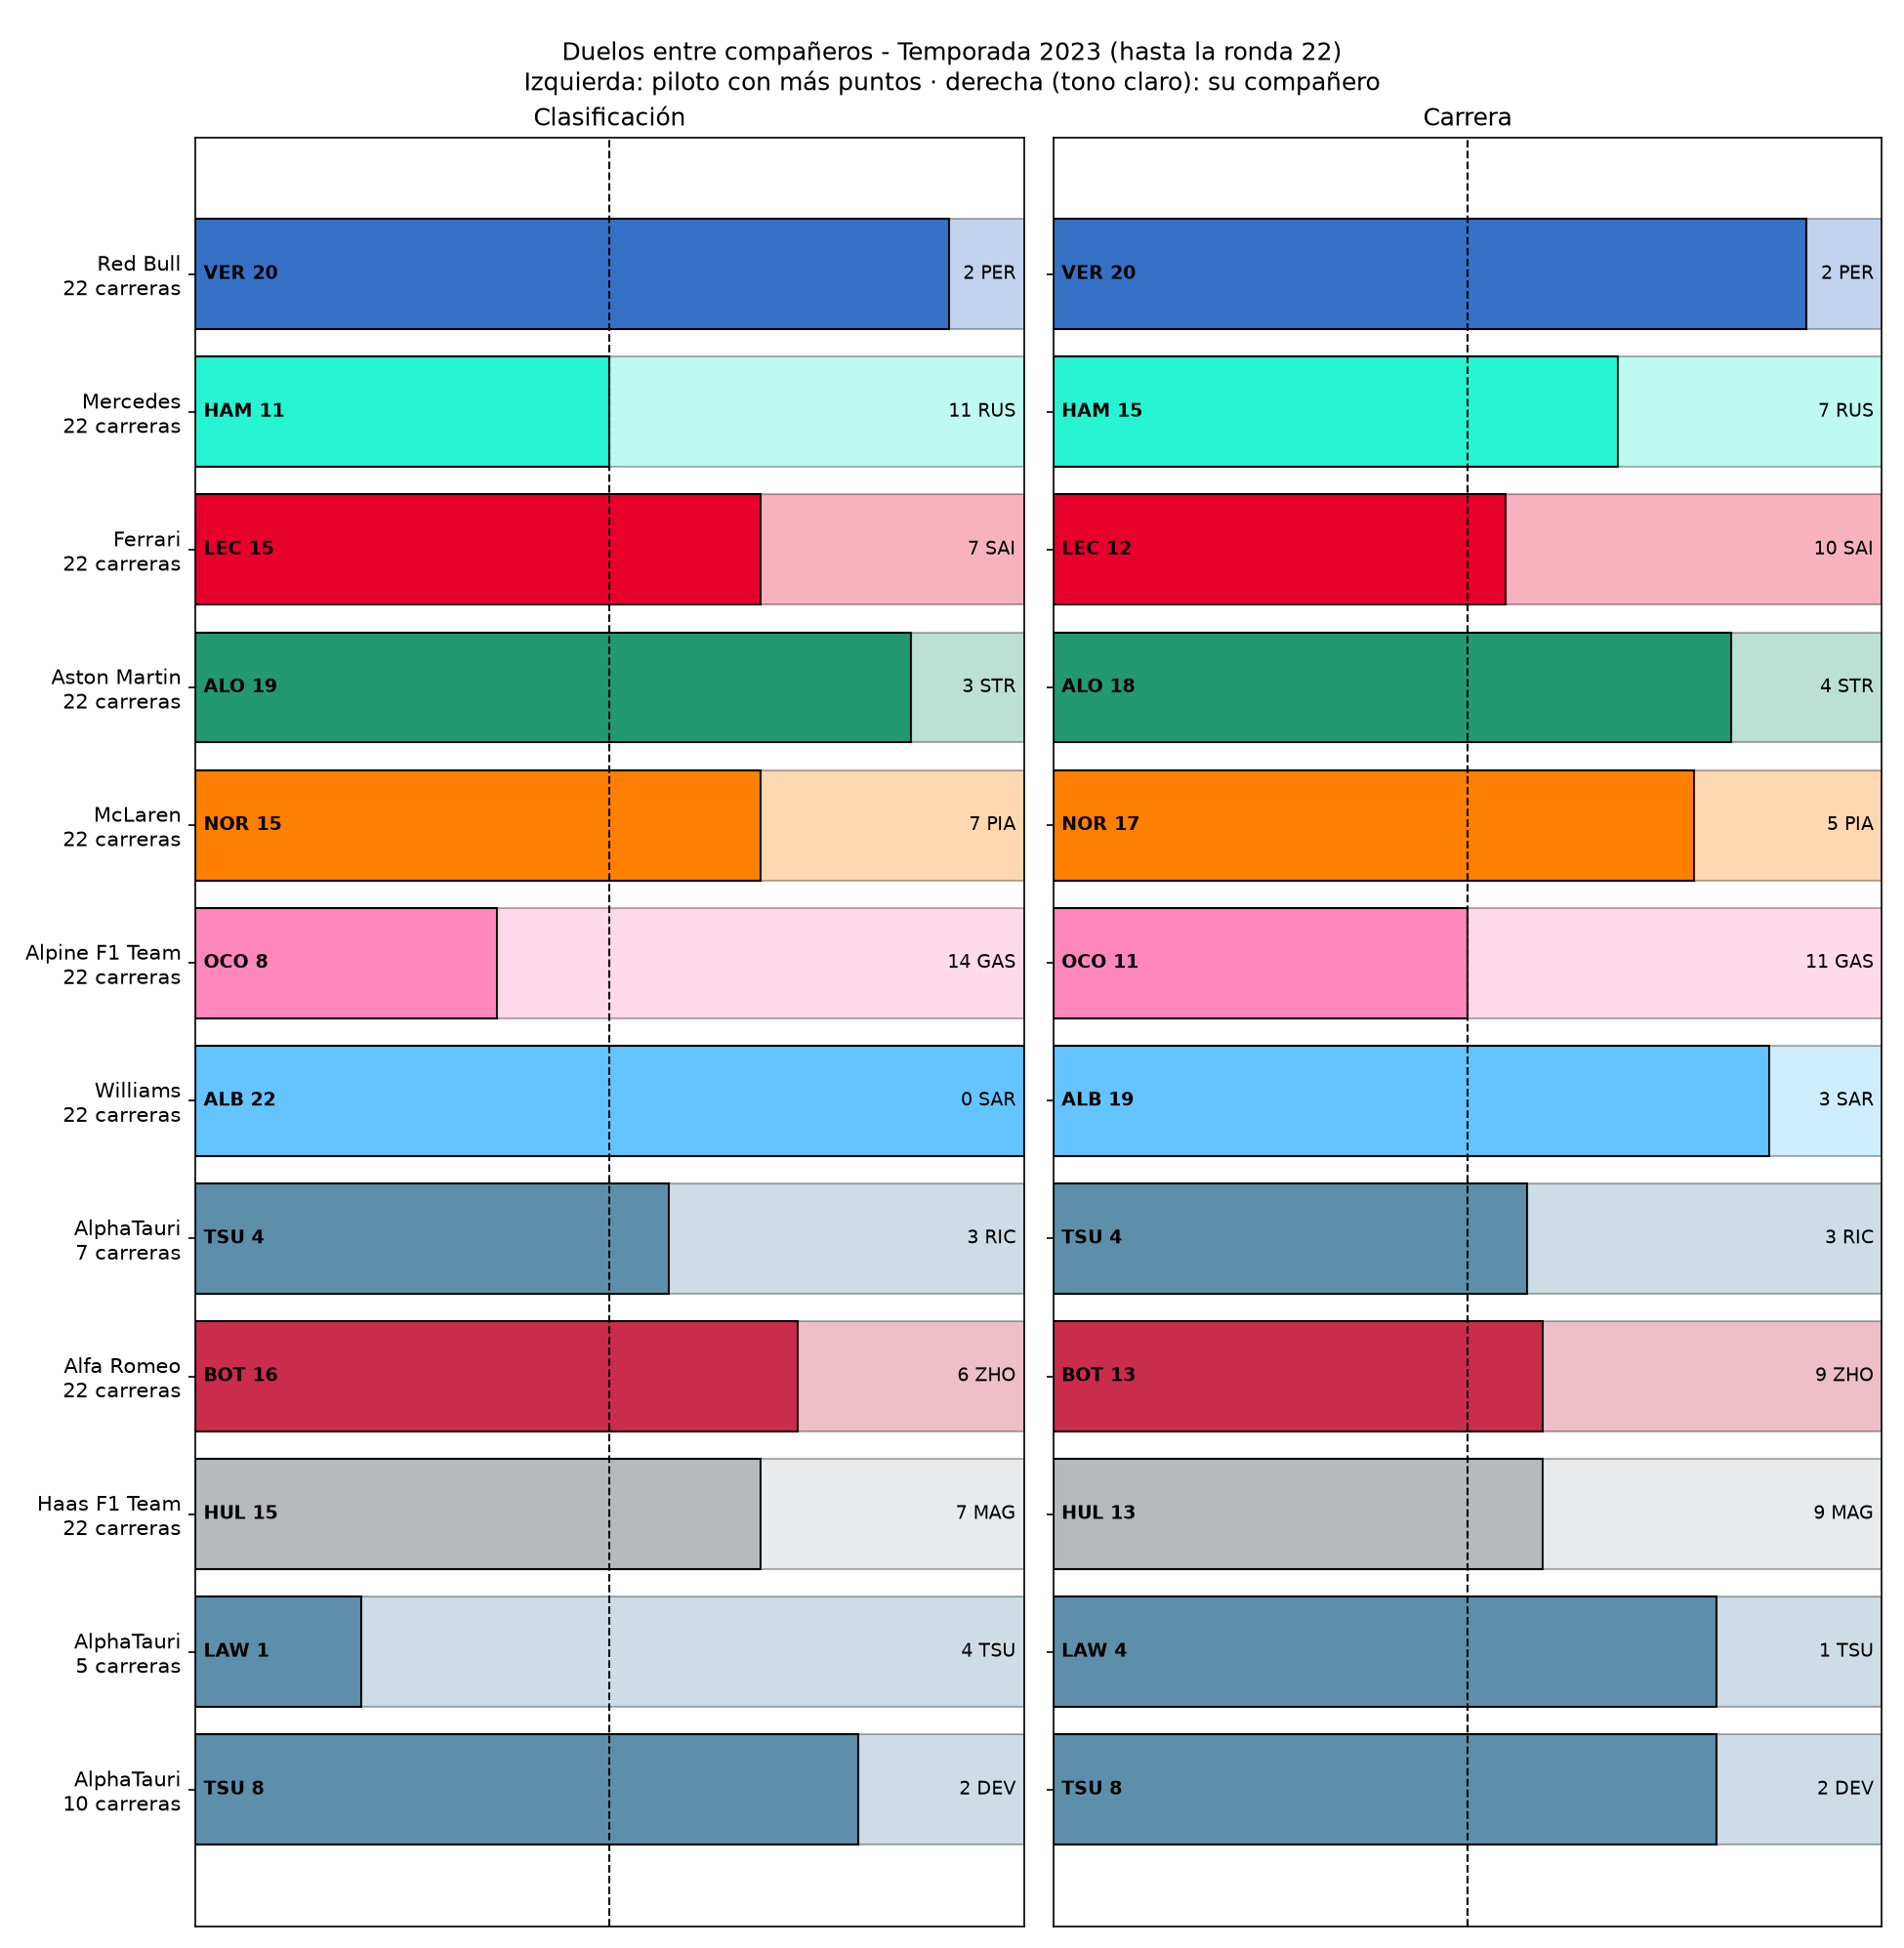 Duelos entre compañeros - Temporada 2023 (hasta la ronda 22)
Izquierda: piloto con más puntos · derecha (tono claro): su compañero
Clasificación
Carrera
Red Bull
22 carreras
VER 20
2 PER
VER 20
2 PER
Mercedes
22 carreras
HAM 11
11 RUS
HAM 15
7 RUS
Ferrari
22 carreras
LEC 15
7 SAI
LEC 12
10 SAI
Aston Martin
22 carreras
ALO 19
3 STR
ALO 18
4 STR
McLaren
22 carreras
NOR 15
7 PIA
NOR 17
5 PIA
Alpine F1 Team
22 carreras
OCO 8
14 GAS
OCO 11
11 GAS
Williams
22 carreras
ALB 22
0 SAR
ALB 19
3 SAR
AlphaTauri
7 carreras
TSU 4
3 RIC
TSU 4
3 RIC
Alfa Romeo
22 carreras
BOT 16
6 ZHO
BOT 13
9 ZHO
Haas F1 Team
22 carreras
HUL 15
7 MAG
HUL 13
9 MAG
AlphaTauri
5 carreras
LAW 1
4 TSU
LAW 4
1 TSU
AlphaTauri
10 carreras
TSU 8
2 DEV
TSU 8
2 DEV